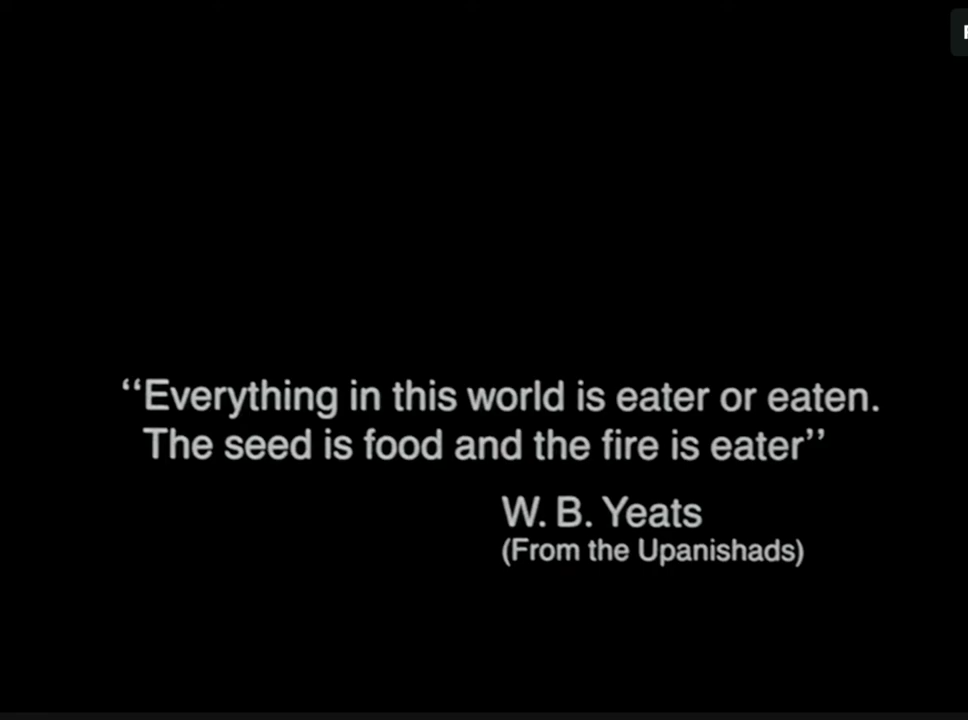 ‘‘Everything in this world is eater or eaten.
The seed is food and the fire is eater’’
W. B. Yeats
(From the Upanishads)